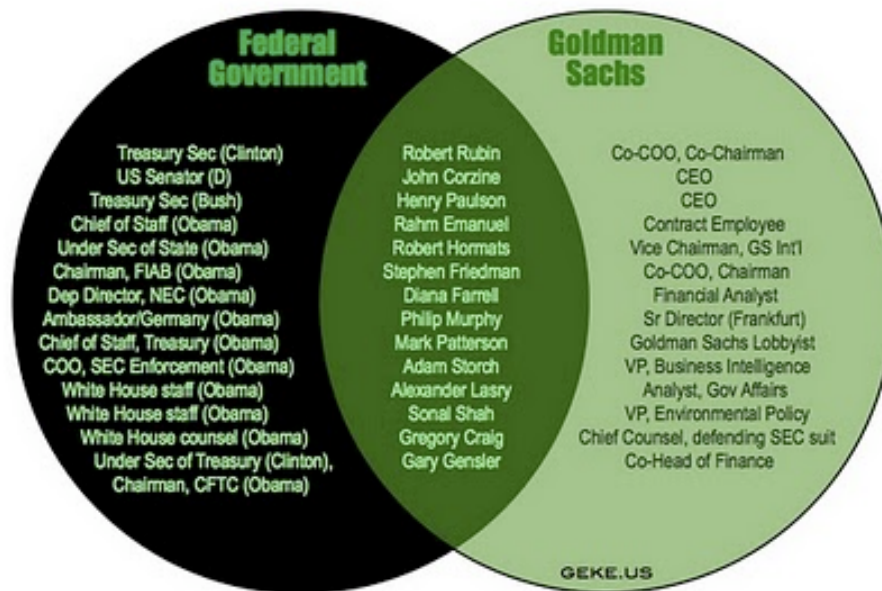 Federal
Government
Goldman
Sachs
Treasury Sec (Clinton) Robert Rubin Co-COO, Co-Chairman
US Senator (D) John Corzine CEO
Treasury Sec (Bush) Henry Paulson CEO
Chief of Staff (Obama) Rahm Emanuel Contract Employee
Under Sec of State (Obama) Robert Hormats Vice Chairman, GS Int'l
Chairman, FIAB (Obama) Stephen Friedman Co-COO, Chairman
Dep Director, NEC (Obama) Diana Farrell Financial Analyst
Ambassador/Germany (Obama) Philip Murphy Sr Director (Frankfurt)
Chief of Staff, Treasury (Obama) Mark Patterson Goldman Sachs Lobbyist
COO, SEC Enforcement (Obama) Adam Storch VP, Business Intelligence
White House staff (Obama) Alexander Lasry Analyst, Gov Affairs
White House staff (Obama) Sonal Shah VP, Environmental Policy
White House counsel (Obama) Gregory Craig Chief Counsel, defending SEC suit
Under Sec of Treasury (Clinton), Gary Gensler Co-Head of Finance
Chairman, CFTC (Obama)
GEKE.US